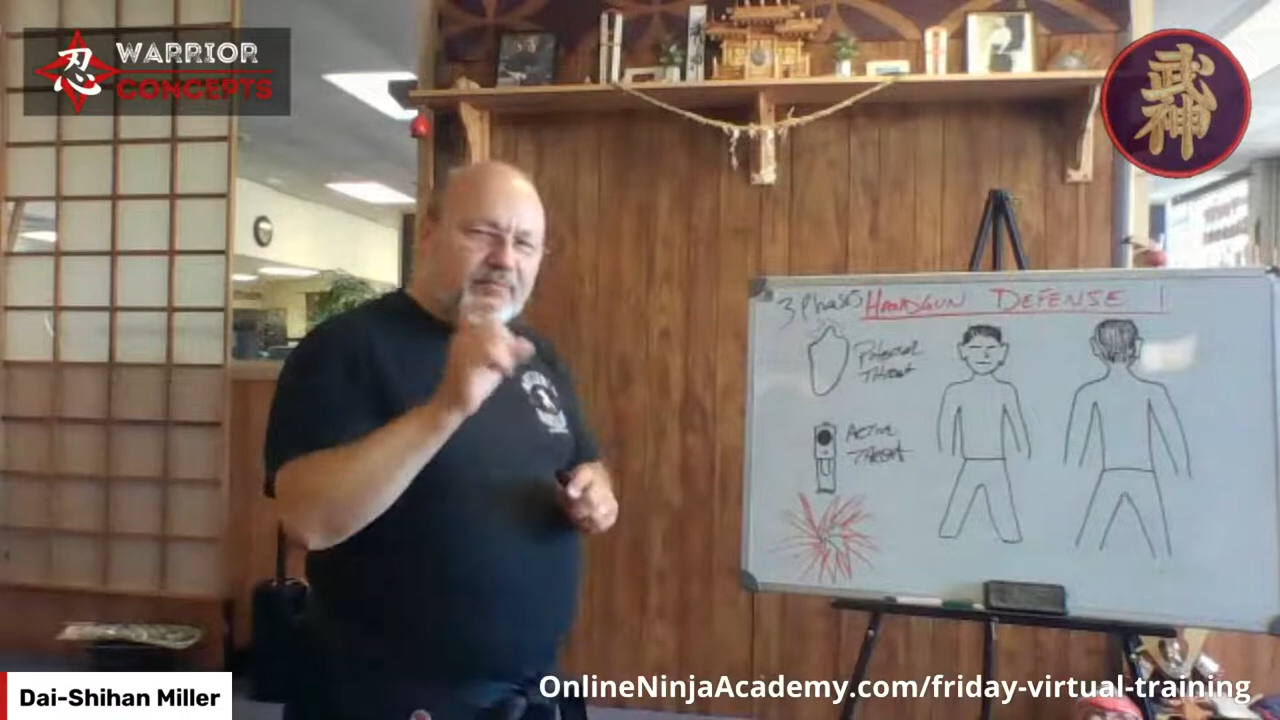 忍
WARRIOR
CONCEPTS
武神
3 Phases HANDGUN DEFENSE 1
Potential
Threat
Active
Threat
Dai-Shihan Miller
OnlineNinjaAcademy.com/friday-virtual-training